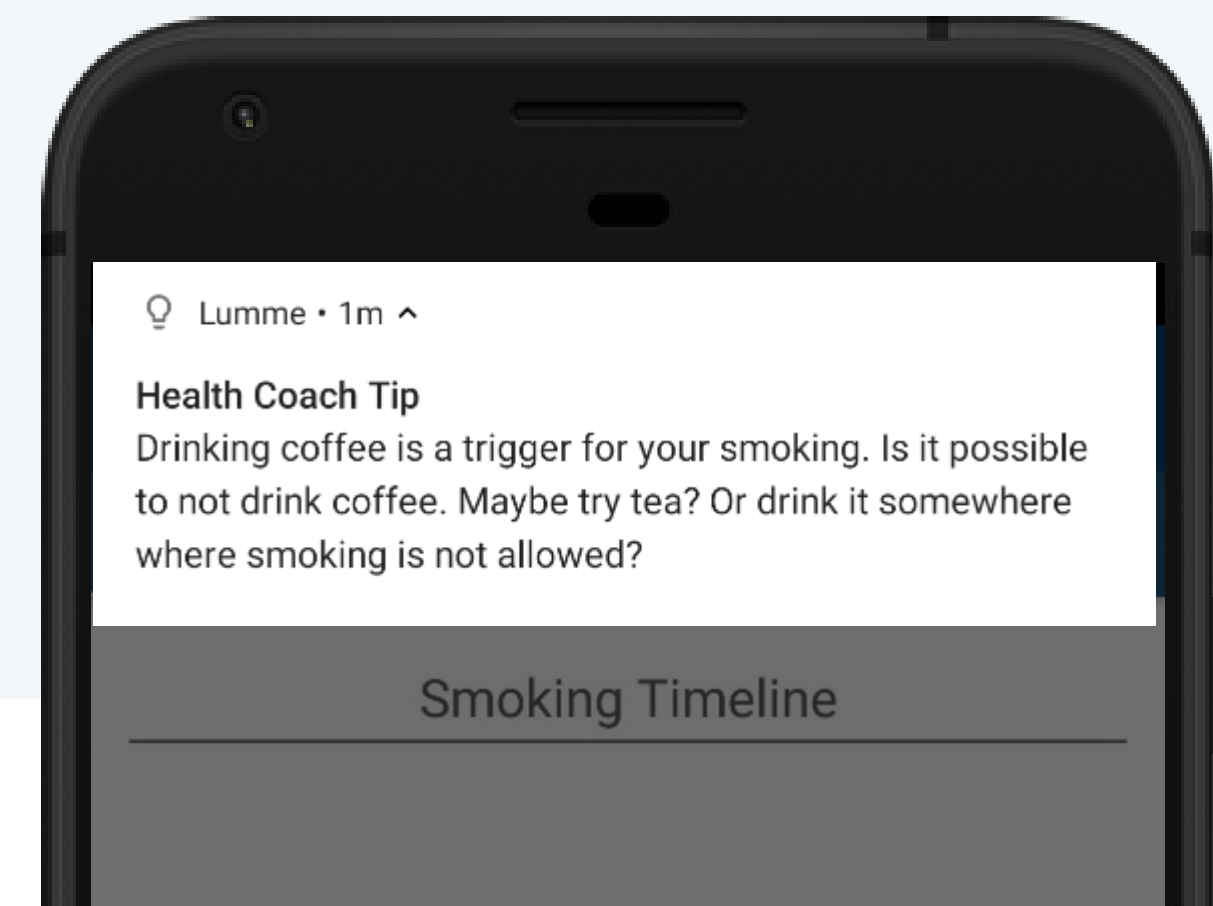 Lumme • 1m ^
Health Coach Tip
Drinking coffee is a trigger for your smoking. Is it possible
to not drink coffee. Maybe try tea? Or drink it somewhere
where smoking is not allowed?
Smoking Timeline